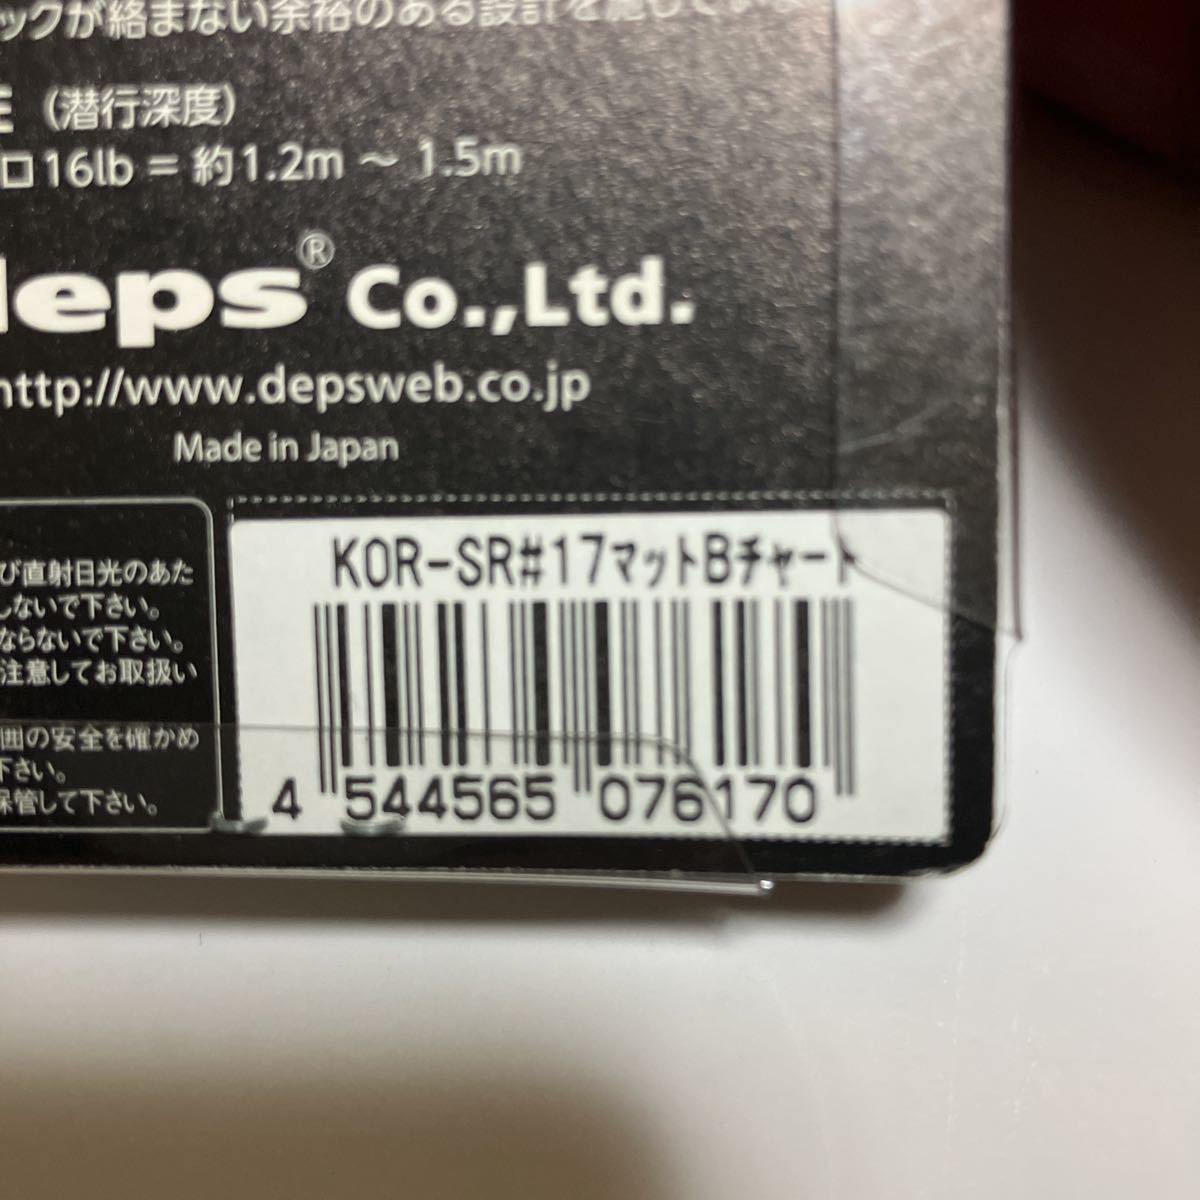 ックが絡まない余裕のある設計を施していま
E（潜行深度）
ロ16lb = 約1.2m ～ 1.5m
deps® Co.,Ltd.
http://www.depsweb.co.jp
Made in Japan
び直射日光のあた
しないで下さい。
ならないで下さい。
注意してお取扱い
囲の安全を確かめ
下さい。
保管して下さい。
KOR-SR#17マットBチャート
4 544565 076170